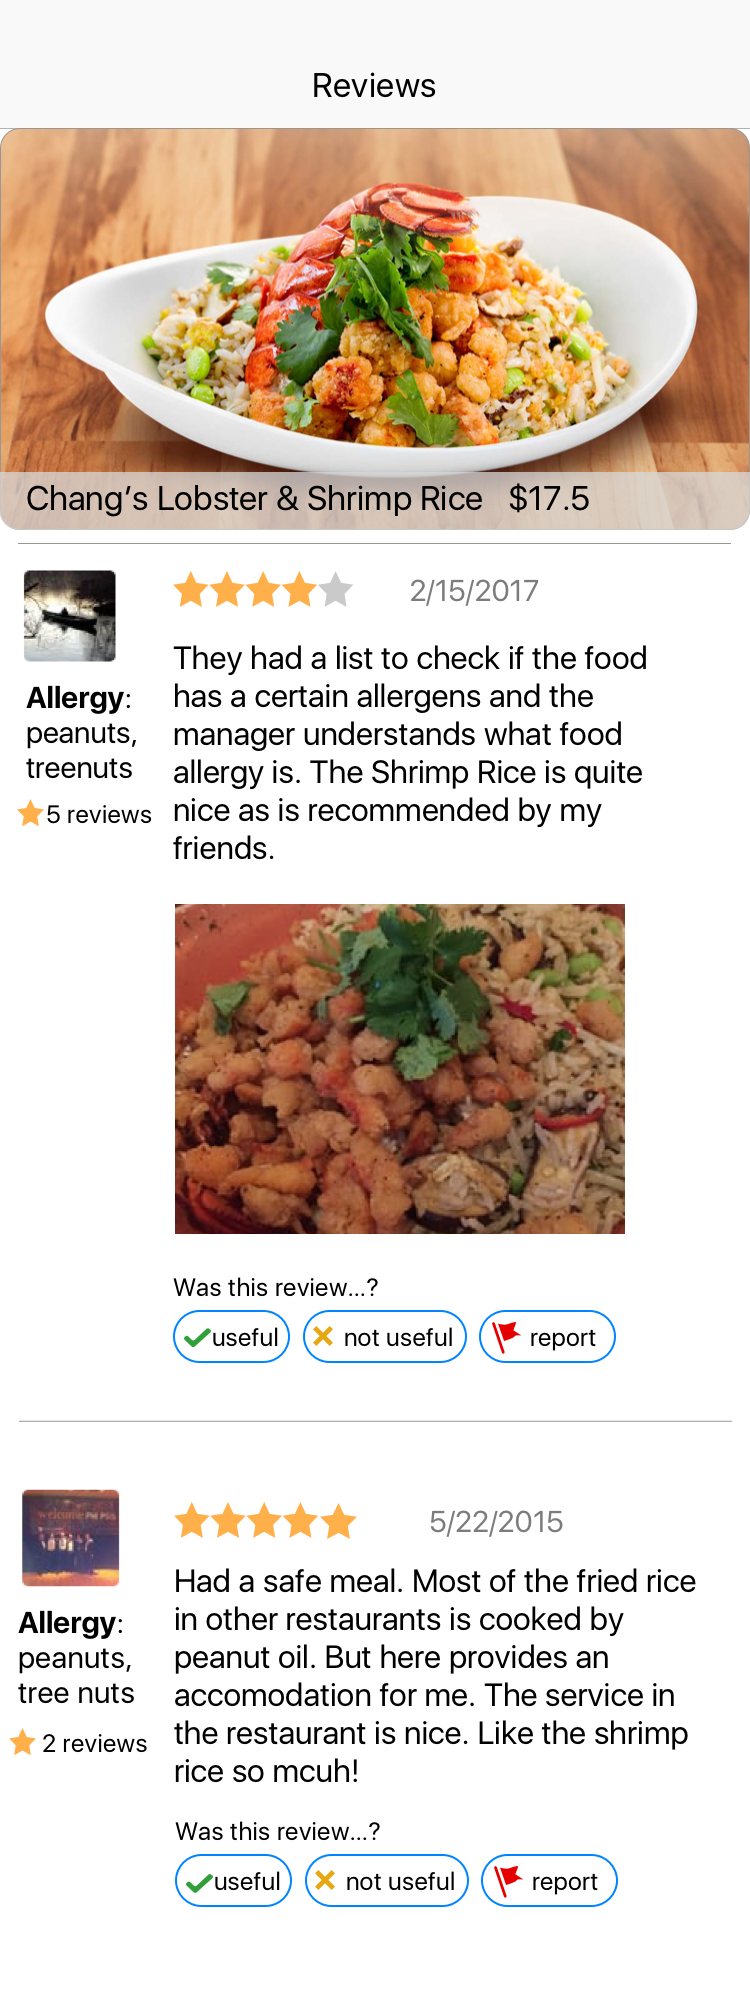 Reviews
Chang's Lobster & Shrimp Rice $17.5
2/15/2017
Allergy:
peanuts,
treenuts
5 reviews
They had a list to check if the food
has a certain allergens and the
manager understands what food
allergy is. The Shrimp Rice is quite
nice as is recommended by my
friends.
Was this review...?
useful
not useful
report
5/22/2015
Allergy:
peanuts,
tree nuts
2 reviews
Had a safe meal. Most of the fried rice
in other restaurants is cooked by
peanut oil. But here provides an
accomodation for me. The service in
the restaurant is nice. Like the shrimp
rice so mcuh!
Was this review...?
useful
not useful
report